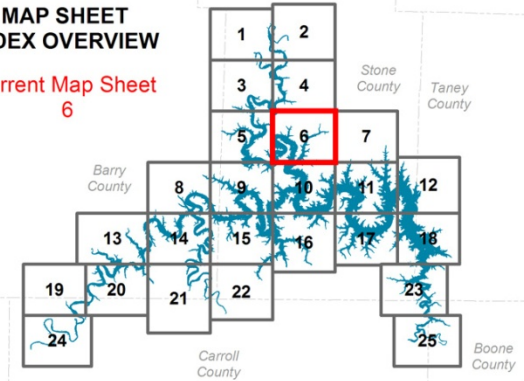 MAP SHEET
DEX OVERVIEW
rrent Map Sheet
6
1 2
Stone
County
Taney
County
3 4
5 6 7
Barry
County
8 9 10 11 12
13 14 15 16 17 18
19 20 21 22 23
24 25
Carroll
County
Boone
County